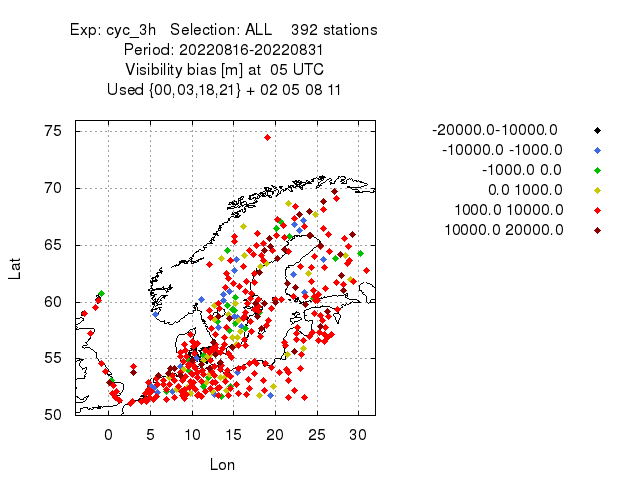 Exp: cyc_3h   Selection: ALL    392 stations
Period: 20220816-20220831
Visibility bias [m] at  05 UTC
Used {00,03,18,21} + 02 05 08 11
-20000.0-10000.0
-10000.0 -1000.0
-1000.0 0.0
0.0 1000.0
1000.0 10000.0
10000.0 20000.0
75
70
65
60
55
50
Lat
0 5 10 15 20 25 30
Lon